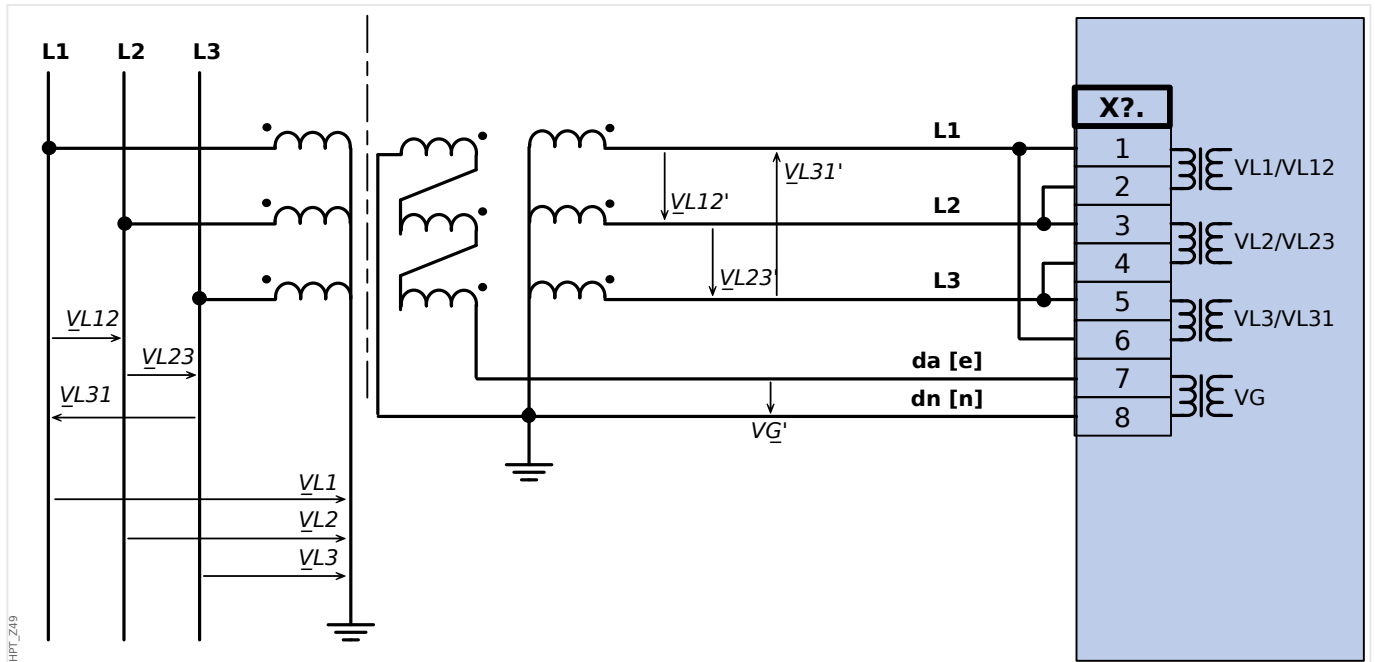 L1 L2 L3
X?.
L1
1
VL1/VL12
VL31'
2
VL12'
L2
3
VL2/VL23
4
VL23'
L3
5
VL3/VL31
VL12
6
VL23
da [e]
7
VL31
dn [n]
VG
8
VG'
VL1
VL2
VL3
HPT_Z49